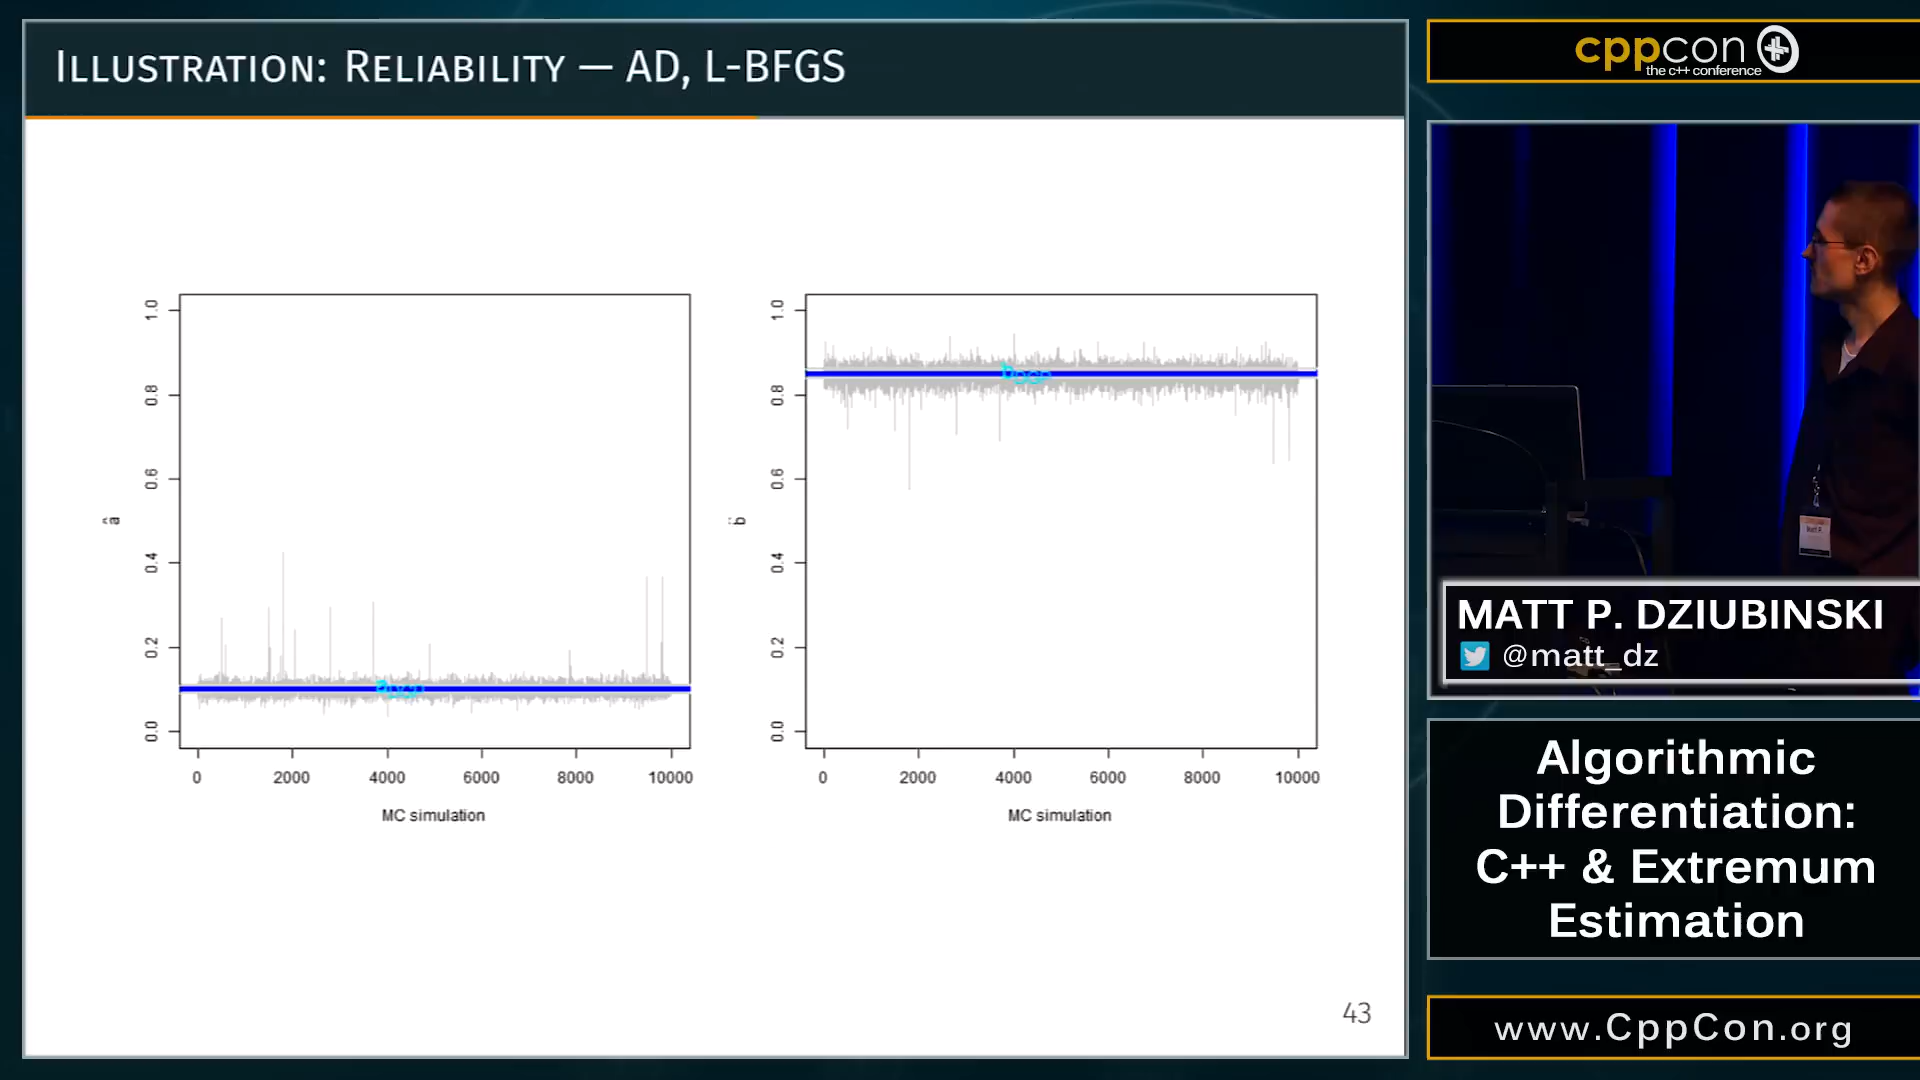 ILLUSTRATION: RELIABILITY — AD, L-BFGS
1.0
0.8
0.6
0.4
0.2
0.0
â
0 2000 4000 6000 8000 10000
MC simulation
1.0
0.8
0.6
0.4
0.2
0.0
0 2000 4000 6000 8000 10000
MC simulation
43
cppcon
the c++ conference
MATT P. DZIUBINSKI
@matt_dz
Algorithmic
Differentiation:
C++ & Extremum
Estimation
www.CppCon.org